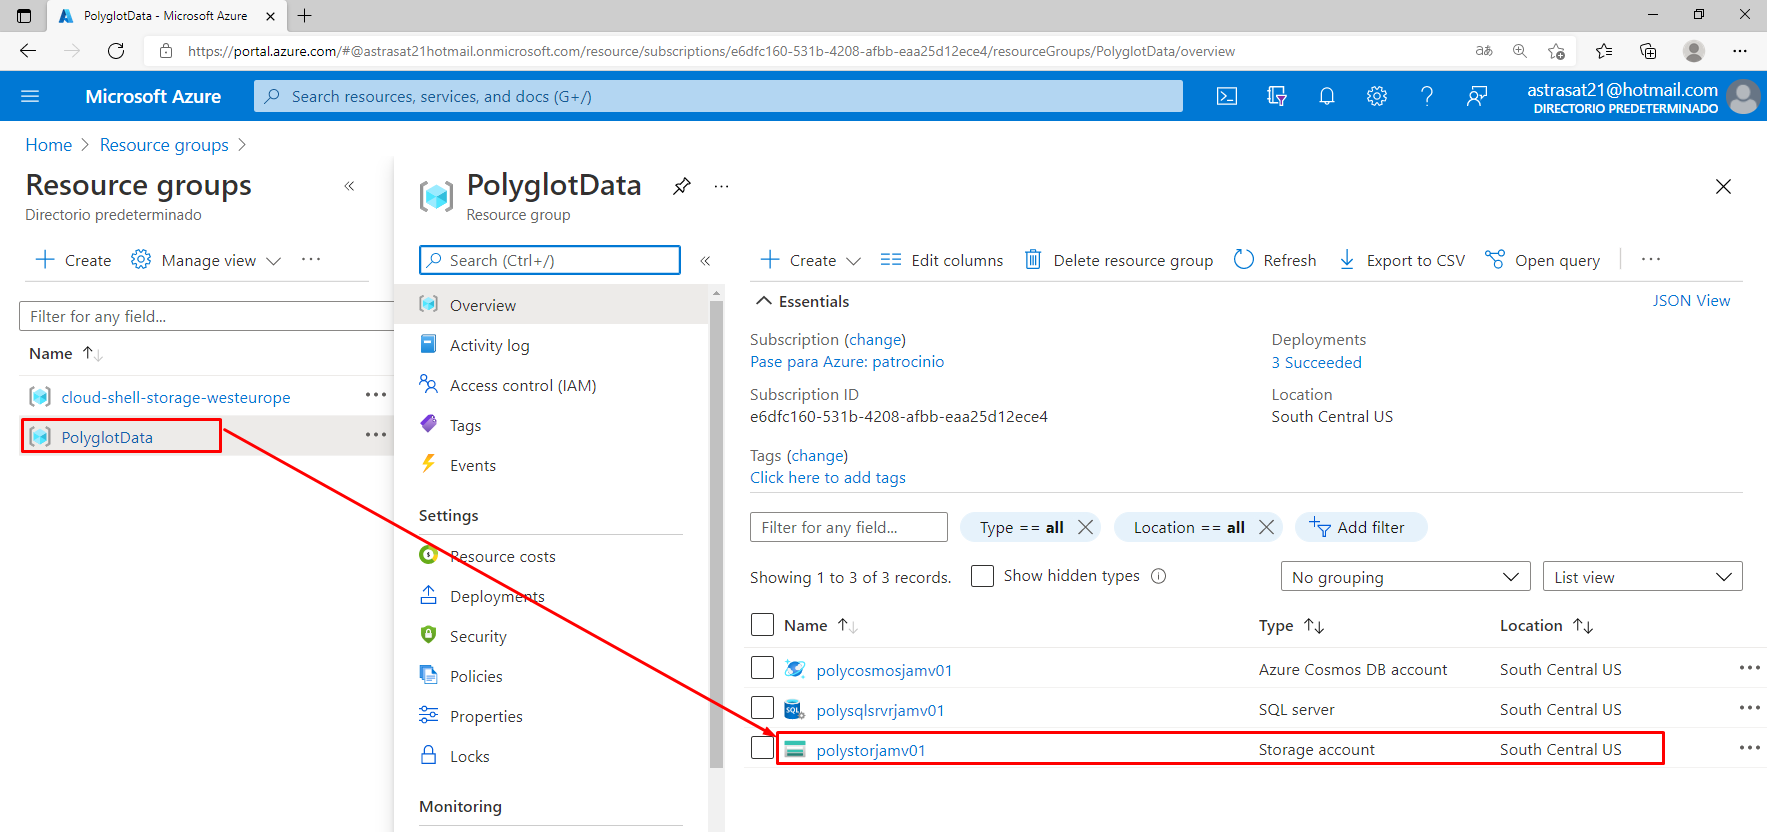 PolyglotData - Microsoft Azure
https://portal.azure.com/#@astrasat21hotmail.onmicrosoft.com/resource/subscriptions/e6dfc160-531b-4208-afbb-eaa25d12ece4/resourceGroups/PolyglotData/overview
Microsoft Azure
Search resources, services, and docs (G+/)
astrasat21@hotmail.com
DIRECTORIO PREDETERMINADO
Home > Resource groups >
Resource groups
Directorio predeterminado
Create
Manage view
Filter for any field...
Name
cloud-shell-storage-westeurope
PolyglotData
PolyglotData
Resource group
Search (Ctrl+/)
Overview
Activity log
Access control (IAM)
Tags
Events
Settings
Resource costs
Deployments
Security
Policies
Properties
Locks
Monitoring
Create
Edit columns
Delete resource group
Refresh
Export to CSV
Open query
Essentials
JSON View
Subscription (change)
Pase para Azure: patrocinio
Subscription ID
e6dfc160-531b-4208-afbb-eaa25d12ece4
Tags (change)
Click here to add tags
Deployments
3 Succeeded
Location
South Central US
Filter for any field...
Type == all
Location == all
Add filter
Showing 1 to 3 of 3 records.
Show hidden types
No grouping
List view
Name Type Location
polycosmosjamv01 Azure Cosmos DB account South Central US
SQL polysqlsrvrjamv01 SQL server South Central US
polystorjamv01 Storage account South Central US